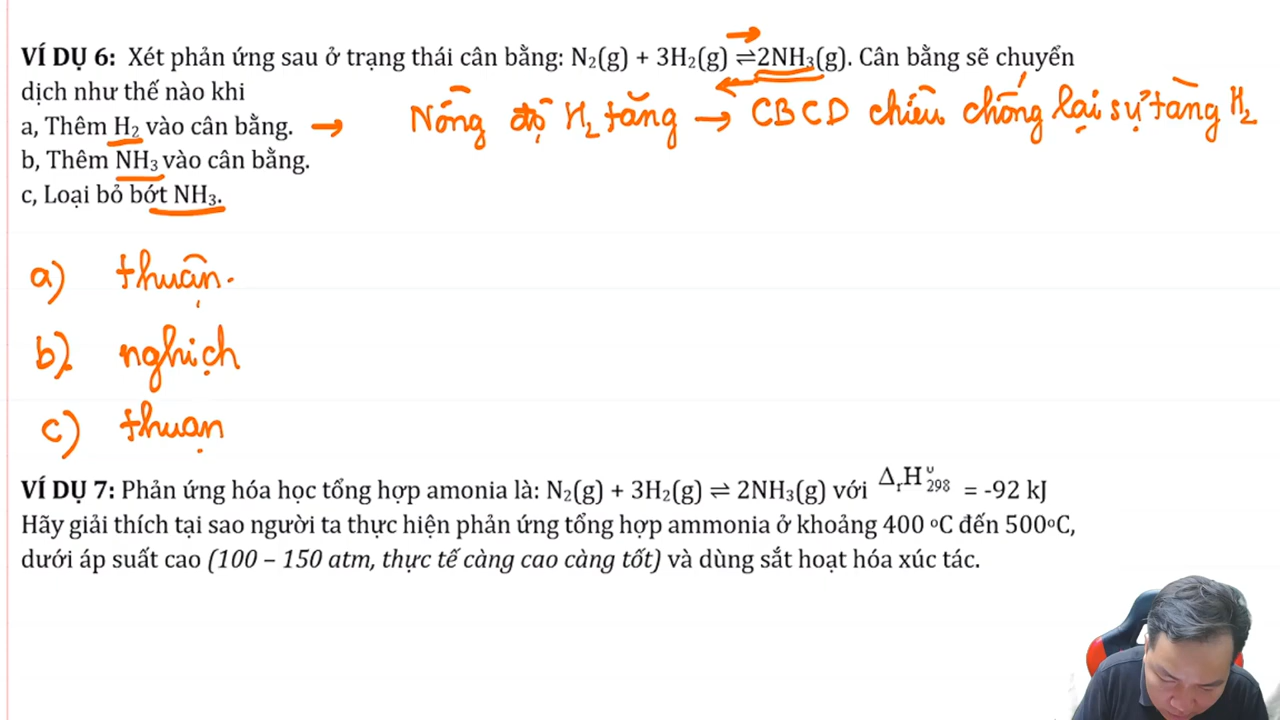 VÍ DỤ 6: Xét phản ứng sau ở trạng thái cân bằng: N₂(g) + 3H₂(g) ⇌2NH₃(g). Cân bằng sẽ chuyển
dịch như thế nào khi
a, Thêm H₂ vào cân bằng. → Nồng độ H₂ tăng → CBCD chiều chống lại sự tăng H₂
b, Thêm NH₃ vào cân bằng.
c, Loại bỏ bớt NH₃.
a) thuận.
b) nghịch
c) thuạn
VÍ DỤ 7: Phản ứng hóa học tổng hợp amonia là: N₂(g) + 3H₂(g) ⇌ 2NH₃(g) với ΔᵣH⁰₂₉₈ = -92 kJ
Hãy giải thích tại sao người ta thực hiện phản ứng tổng hợp ammonia ở khoảng 400 ᵒC đến 500ᵒC,
dưới áp suất cao (100 – 150 atm, thực tế càng cao càng tốt) và dùng sắt hoạt hóa xúc tác.